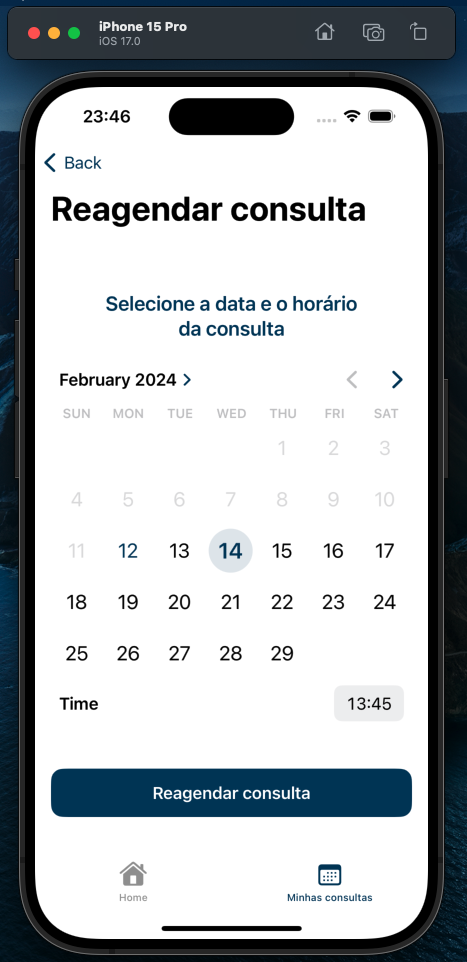 iPhone 15 Pro
iOS 17.0
23:46
Back
Reagendar consulta
Selecione a data e o horário
da consulta
February 2024
SUN MON TUE WED THU FRI SAT
1 2 3
4 5 6 7 8 9 10
11 12 13 14 15 16 17
18 19 20 21 22 23 24
25 26 27 28 29
Time 13:45
Reagendar consulta
Home Minhas consultas